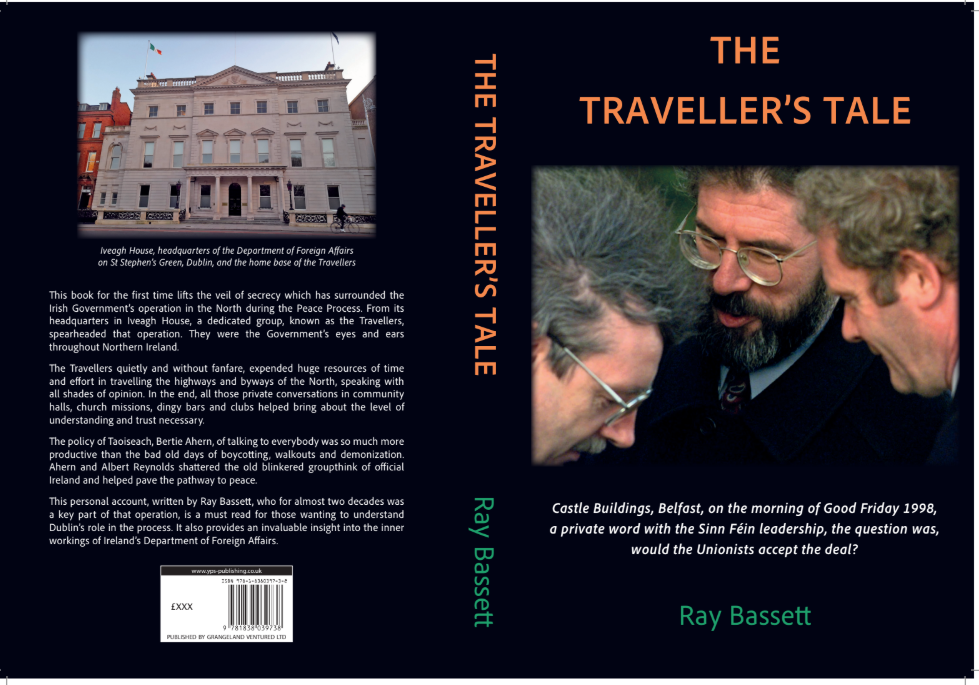 Iveagh House, headquarters of the Department of Foreign Affairs
on St Stephen's Green, Dublin, and the home base of the Travellers
This book for the first time lifts the veil of secrecy which has surrounded the
Irish Government's operation in the North during the Peace Process. From its
headquarters in Iveagh House, a dedicated group, known as the Travellers,
spearheaded that operation. They were the Government's eyes and ears
throughout Northern Ireland.
The Travellers quietly and without fanfare, expended huge resources of time
and effort in travelling the highways and byways of the North, speaking with
all shades of opinion. In the end, all those private conversations in community
halls, church missions, dingy bars and clubs helped bring about the level of
understanding and trust necessary.
The policy of Taoiseach, Bertie Ahern, of talking to everybody was so much more
productive than the bad old days of boycotting, walkouts and demonization.
Ahern and Albert Reynolds shattered the old blinkered groupthink of official
Ireland and helped pave the pathway to peace.
This personal account, written by Ray Bassett, who for almost two decades was
a key part of that operation, is a must read for those wanting to understand
Dublin's role in the process. It also provides an invaluable insight into the inner
workings of Ireland's Department of Foreign Affairs.
www.yps-publishing.co.uk
ISBN
£XXX
9 781838 039738
PUBLISHED BY GRANGELAND VENTURED LTD
THE TRAVELLER'S TALE
Ray Bassett
THE
TRAVELLER'S TALE
Castle Buildings, Belfast, on the morning of Good Friday 1998,
a private word with the Sinn Féin leadership, the question was,
would the Unionists accept the deal?
Ray Bassett